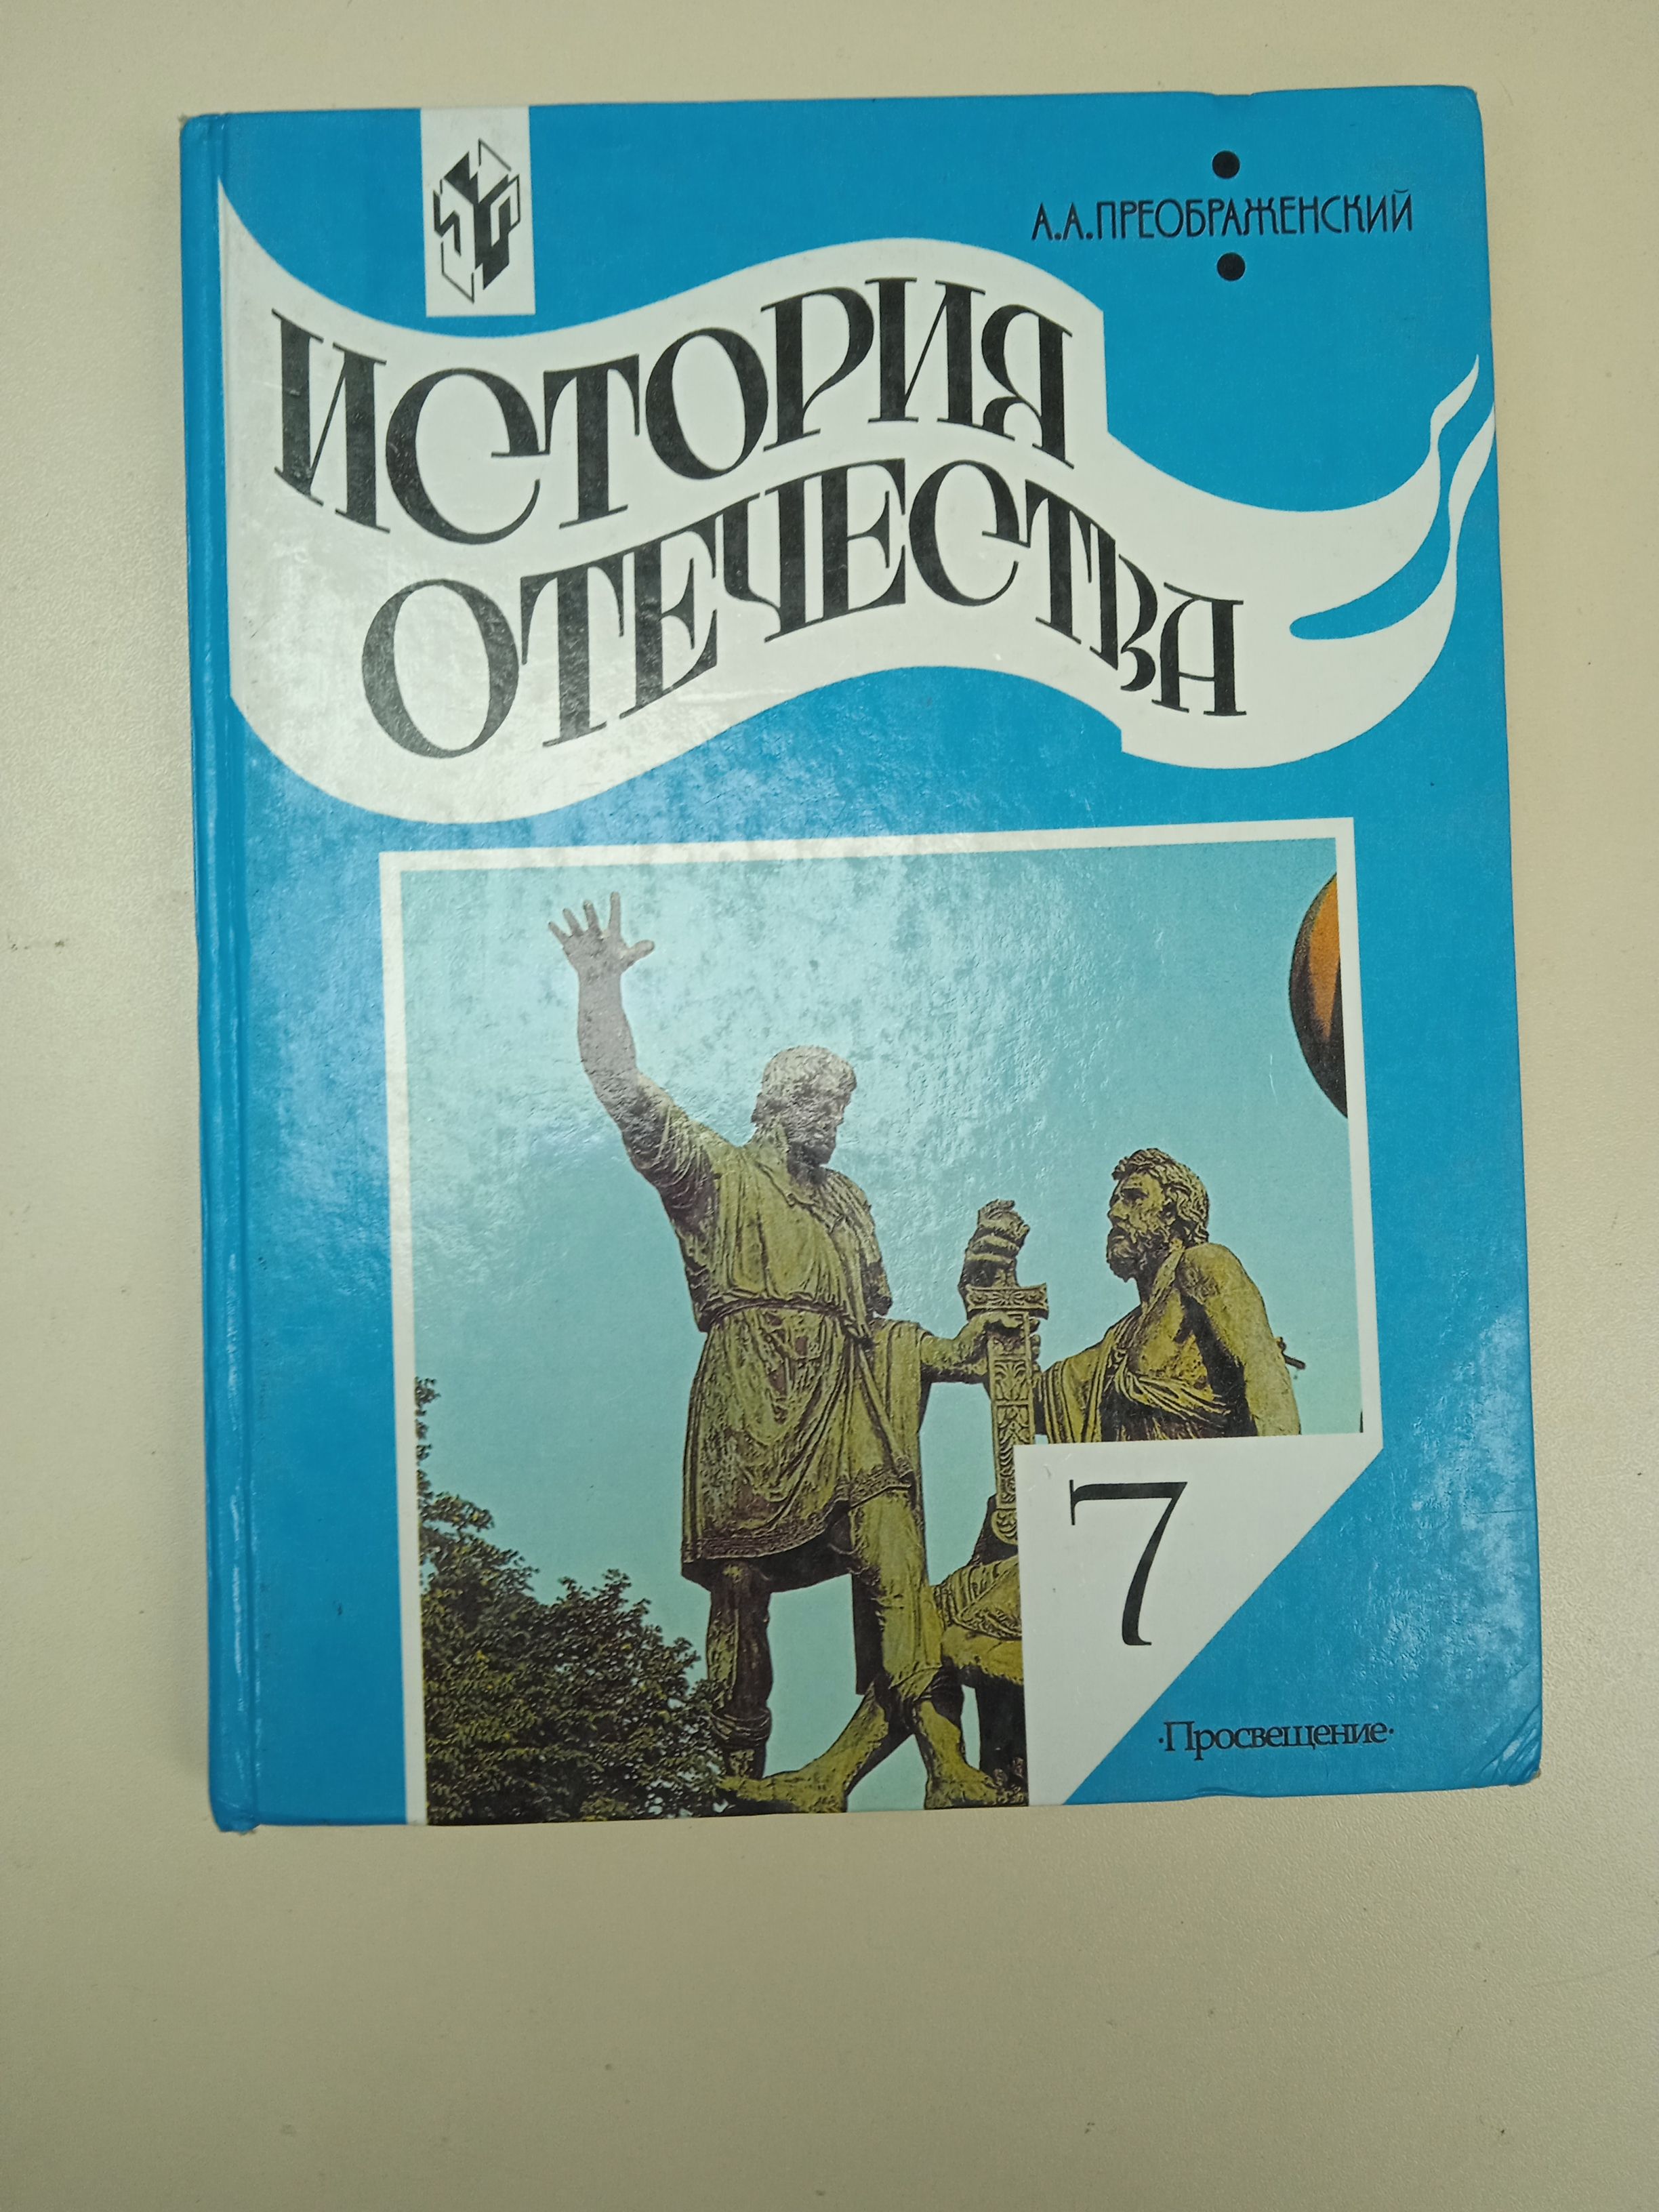 А.А.ПРЕОБРАЖЕНСКИЙ
ИСТОРИЯ
ОТЕЧЕСТВА
7
·Просвещение·